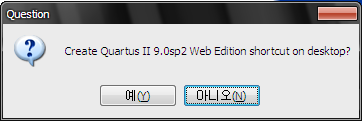 Question
Create Quartus II 9.0sp2 Web Edition shortcut on desktop?
예(Y) 아니오(N)